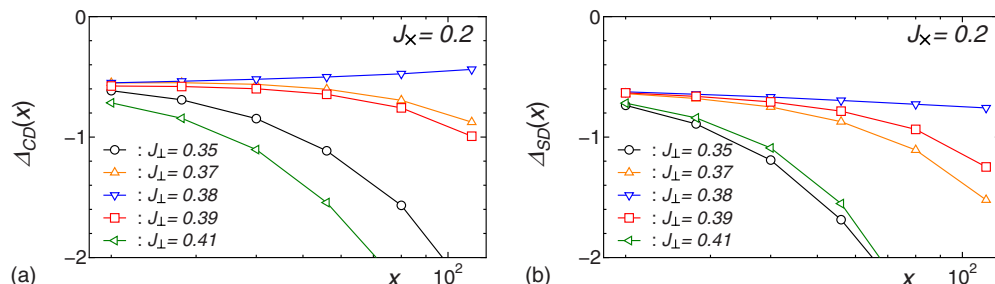 0
J× = 0.2
ΔCD(x)
−1
: J⊥= 0.35
: J⊥= 0.37
: J⊥= 0.38
: J⊥= 0.39
: J⊥= 0.41
−2
(a)
x
10²
0
J× = 0.2
ΔSD(x)
−1
: J⊥= 0.35
: J⊥= 0.37
: J⊥= 0.38
: J⊥= 0.39
: J⊥= 0.41
−2
(b)
x
10²